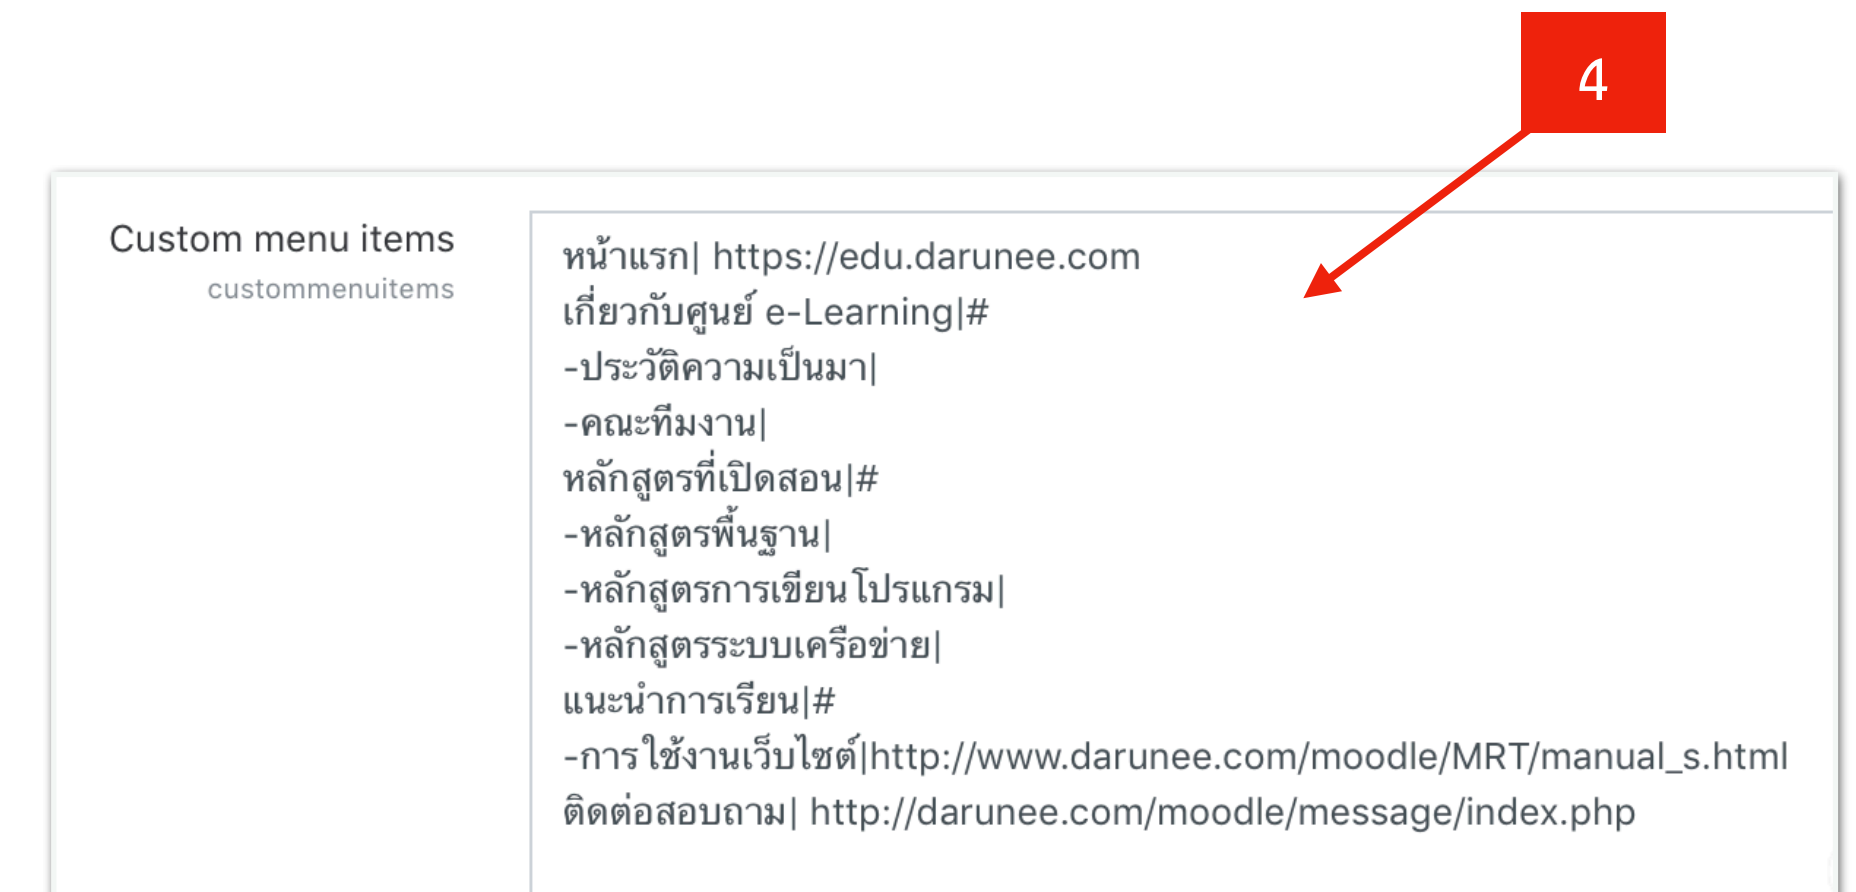 4
Custom menu items
custommenuitems
หน้าแรก| https://edu.darunee.com
เกี่ยวกับศูนย์ e-Learning|#
-ประวัติความเป็นมา|
-คณะทีมงาน|
หลักสูตรที่เปิดสอน|#
-หลักสูตรพื้นฐาน|
-หลักสูตรการเขียนโปรแกรม|
-หลักสูตรระบบเครือข่าย|
แนะนำการเรียน|#
-การใช้งานเว็บไซต์|http://www.darunee.com/moodle/MRT/manual_s.html
ติดต่อสอบถาม| http://darunee.com/moodle/message/index.php